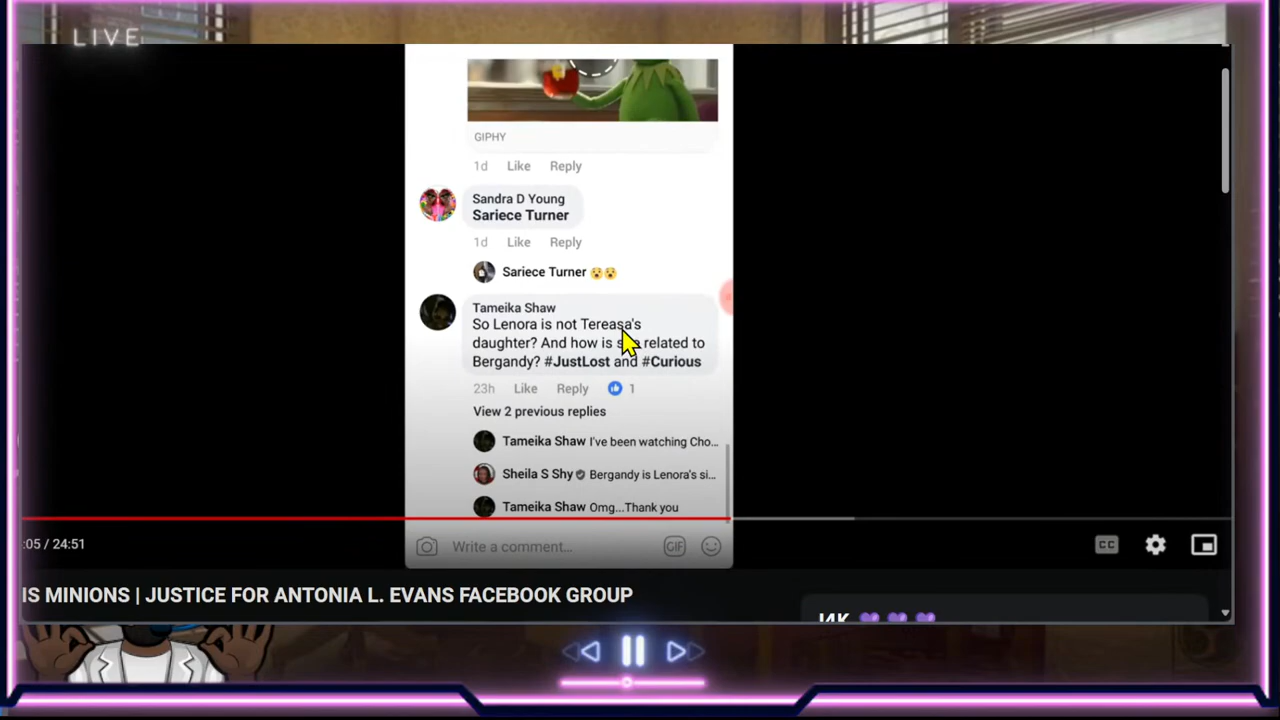 LIVE
GIPHY
1d Like Reply
Sandra D Young
Sariece Turner
1d Like Reply
Sariece Turner 😯😯
Tameika Shaw
So Lenora is not Tereasa's
daughter? And how is related to
Bergandy? #JustLost and #Curious
23h Like Reply 1
View 2 previous replies
Tameika Shaw I've been watching Cho...
Sheila S Shy Bergandy is Lenora's si...
Tameika Shaw Omg...Thank you
:05 / 24:51
CC
Write a comment...
GIF
IS MINIONS | JUSTICE FOR ANTONIA L. EVANS FACEBOOK GROUP
14K 💜 💜 💜